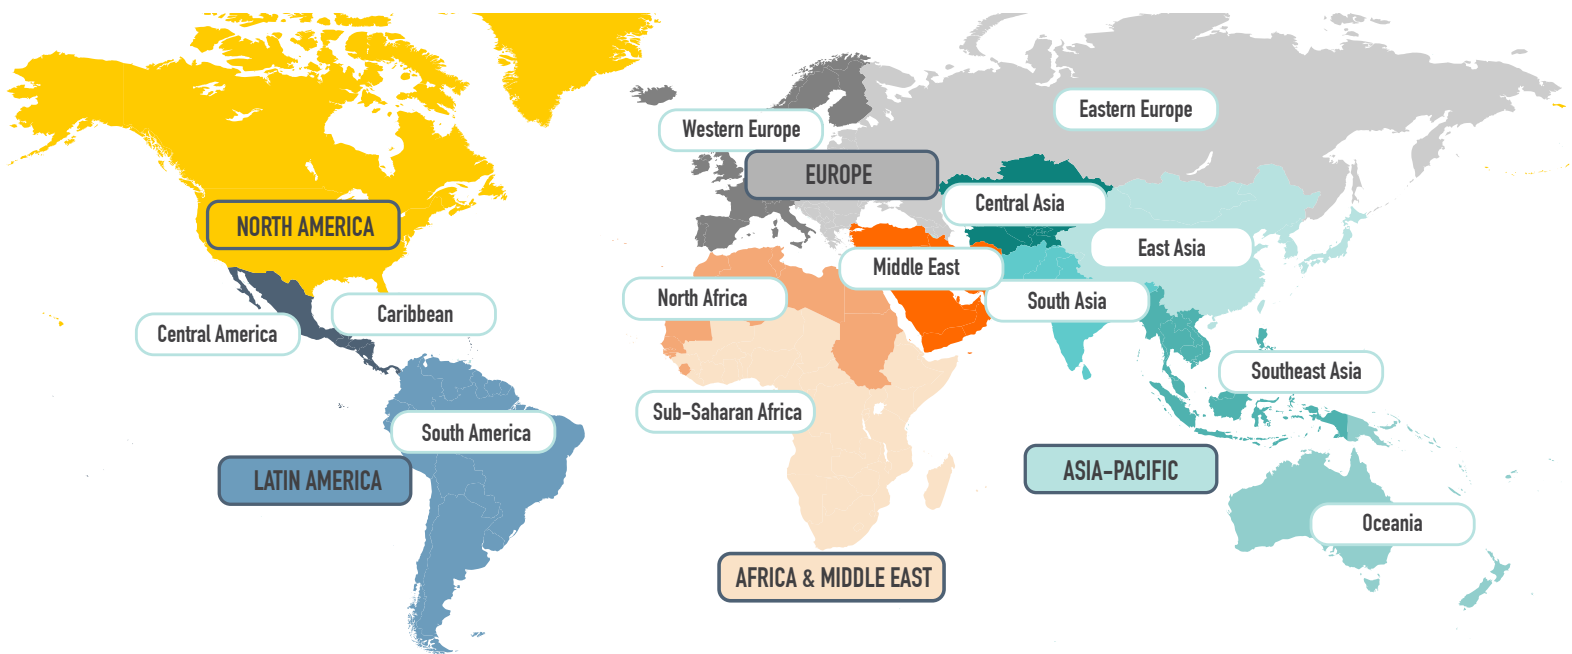 Eastern Europe
Western Europe
EUROPE
Central Asia
NORTH AMERICA
East Asia
Middle East
North Africa
South Asia
Caribbean
Central America
Southeast Asia
Sub-Saharan Africa
South America
ASIA-PACIFIC
LATIN AMERICA
Oceania
AFRICA & MIDDLE EAST